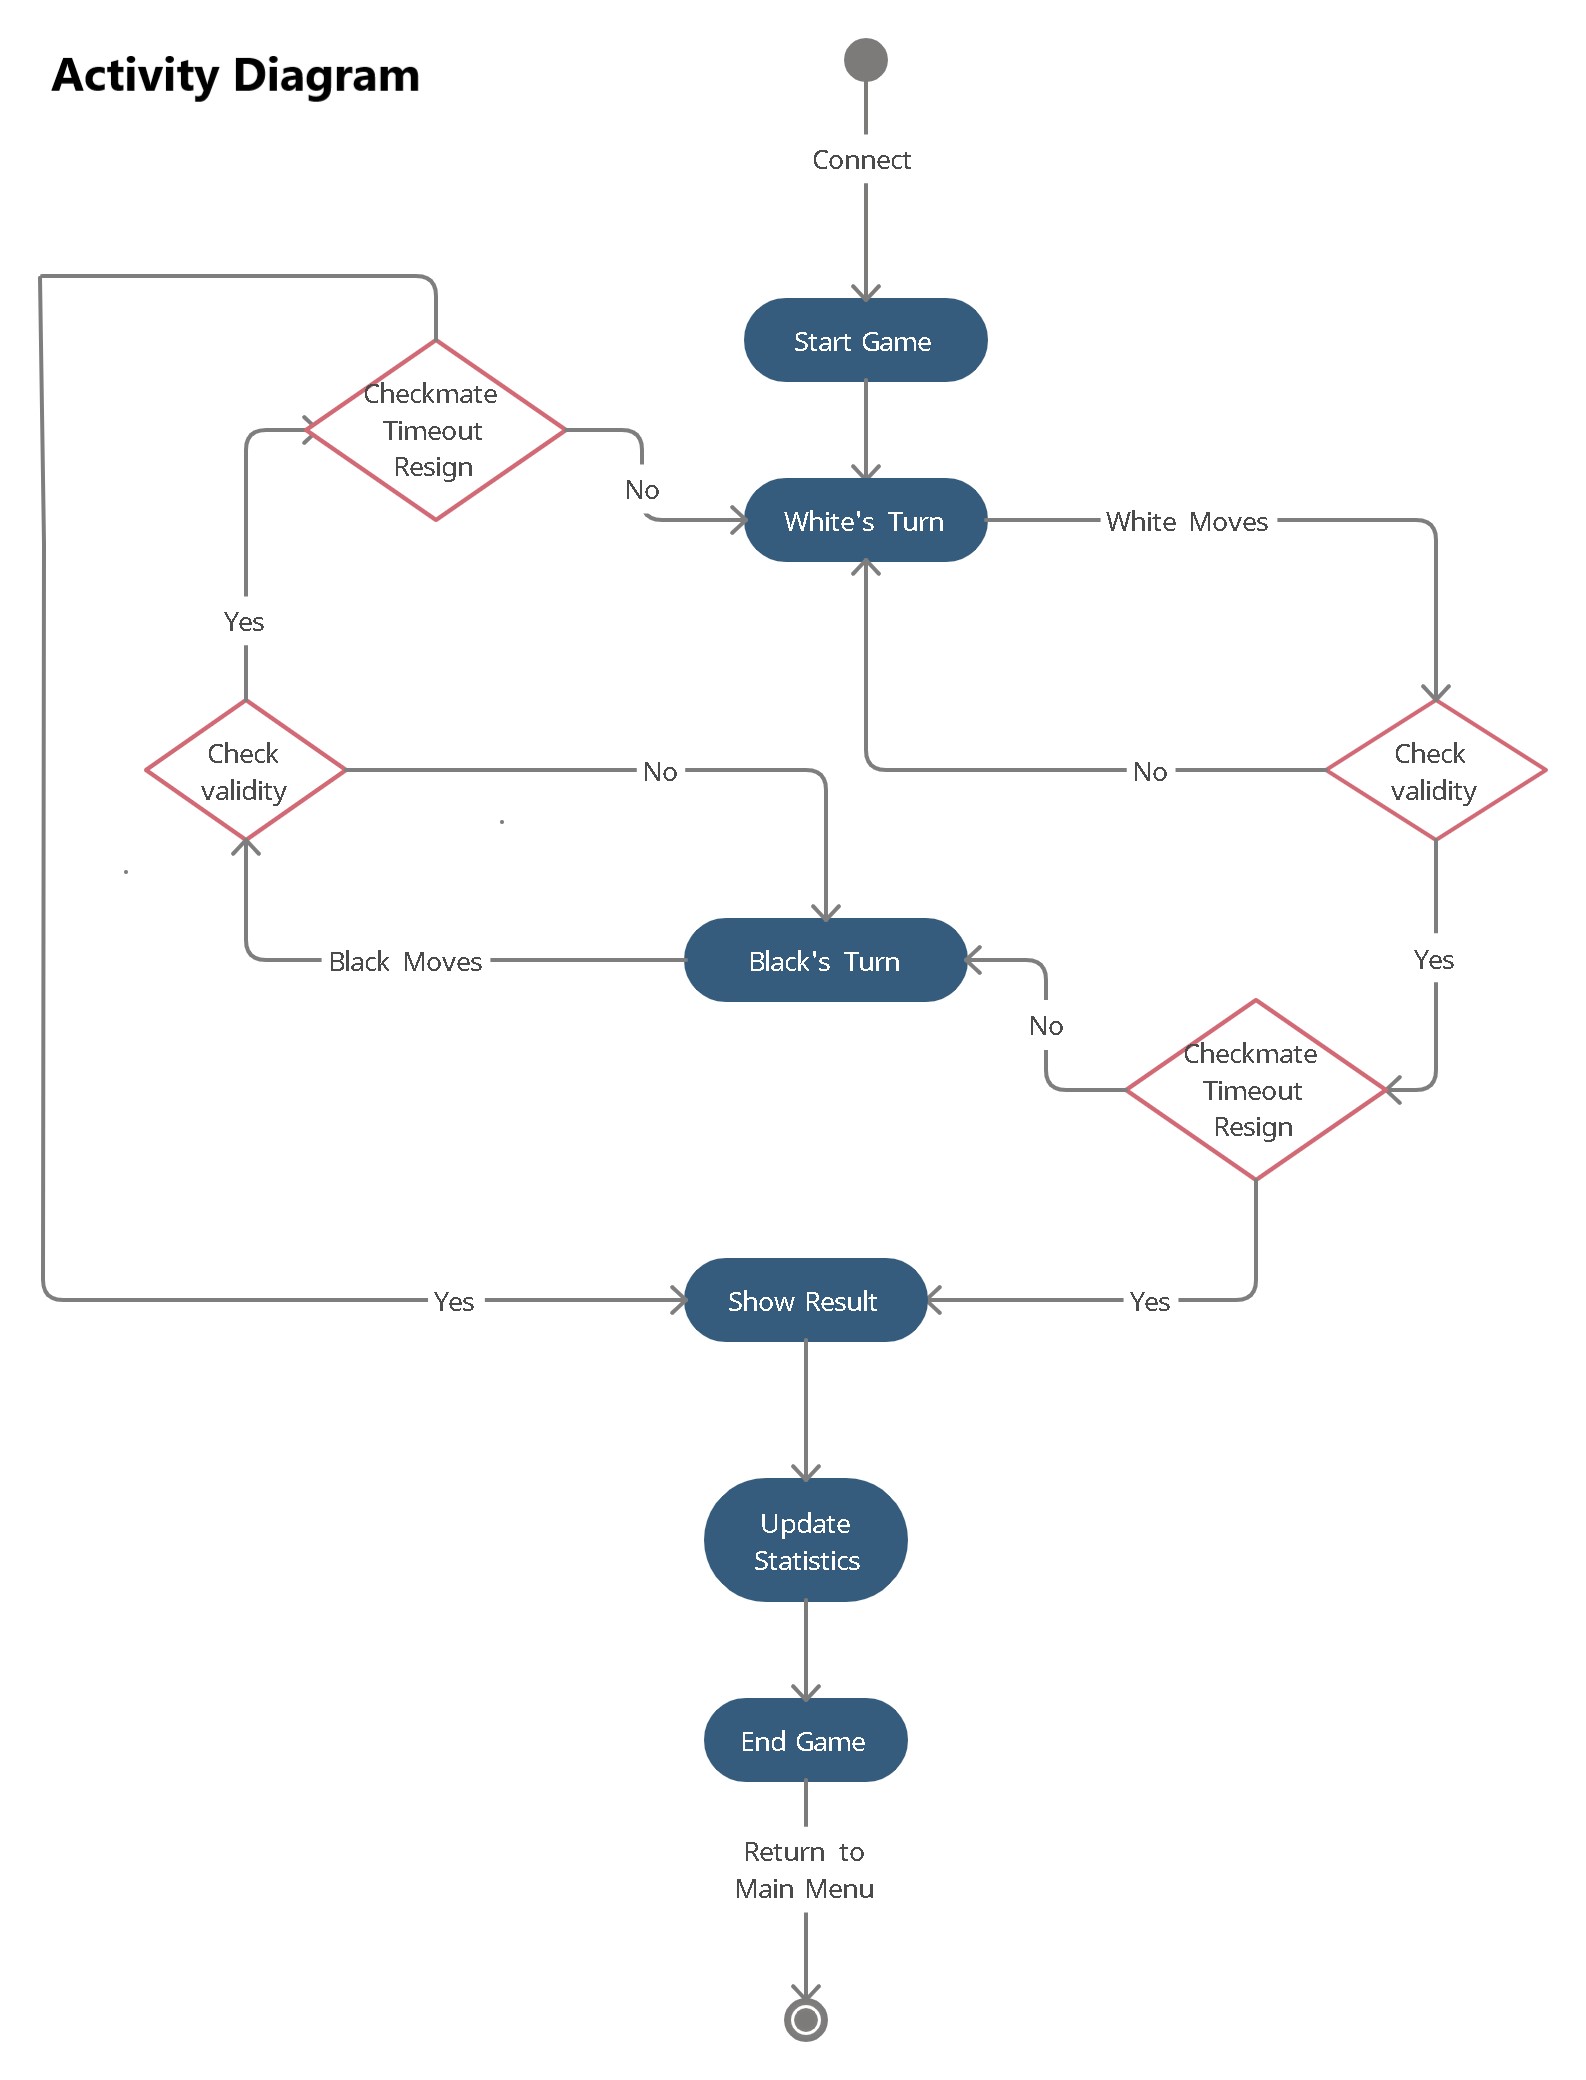 Activity Diagram
Connect
Start Game
Checkmate
Timeout
Resign
No
White's Turn
White Moves
Yes
Check
validity
No
No
Check
validity
Black Moves
Black's Turn
Yes
No
Checkmate
Timeout
Resign
Yes
Show Result
Yes
Update
Statistics
End Game
Return to
Main Menu